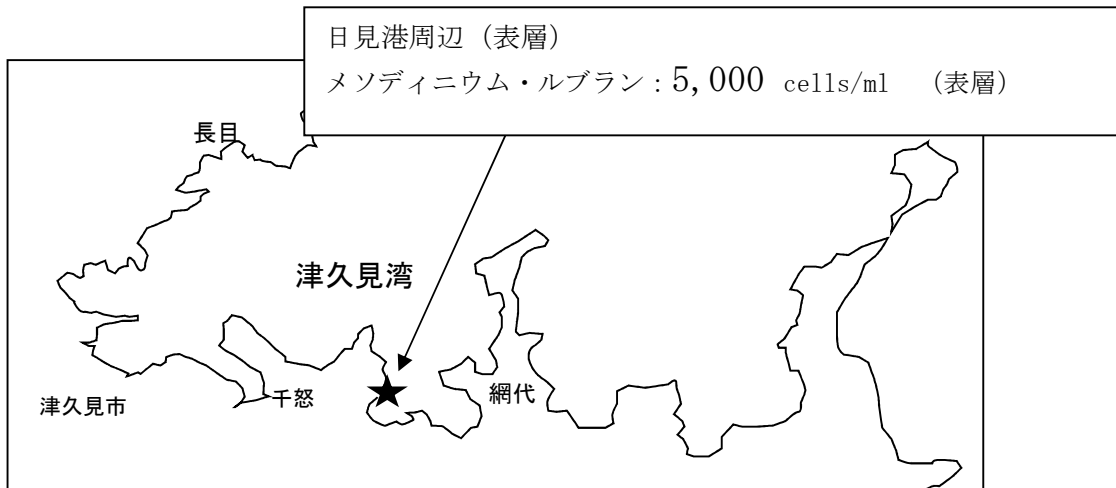 日見港周辺（表層）
メソディニウム・ルブラン：5,000 cells/ml （表層）
長目
津久見湾
網代
千怒
津久見市